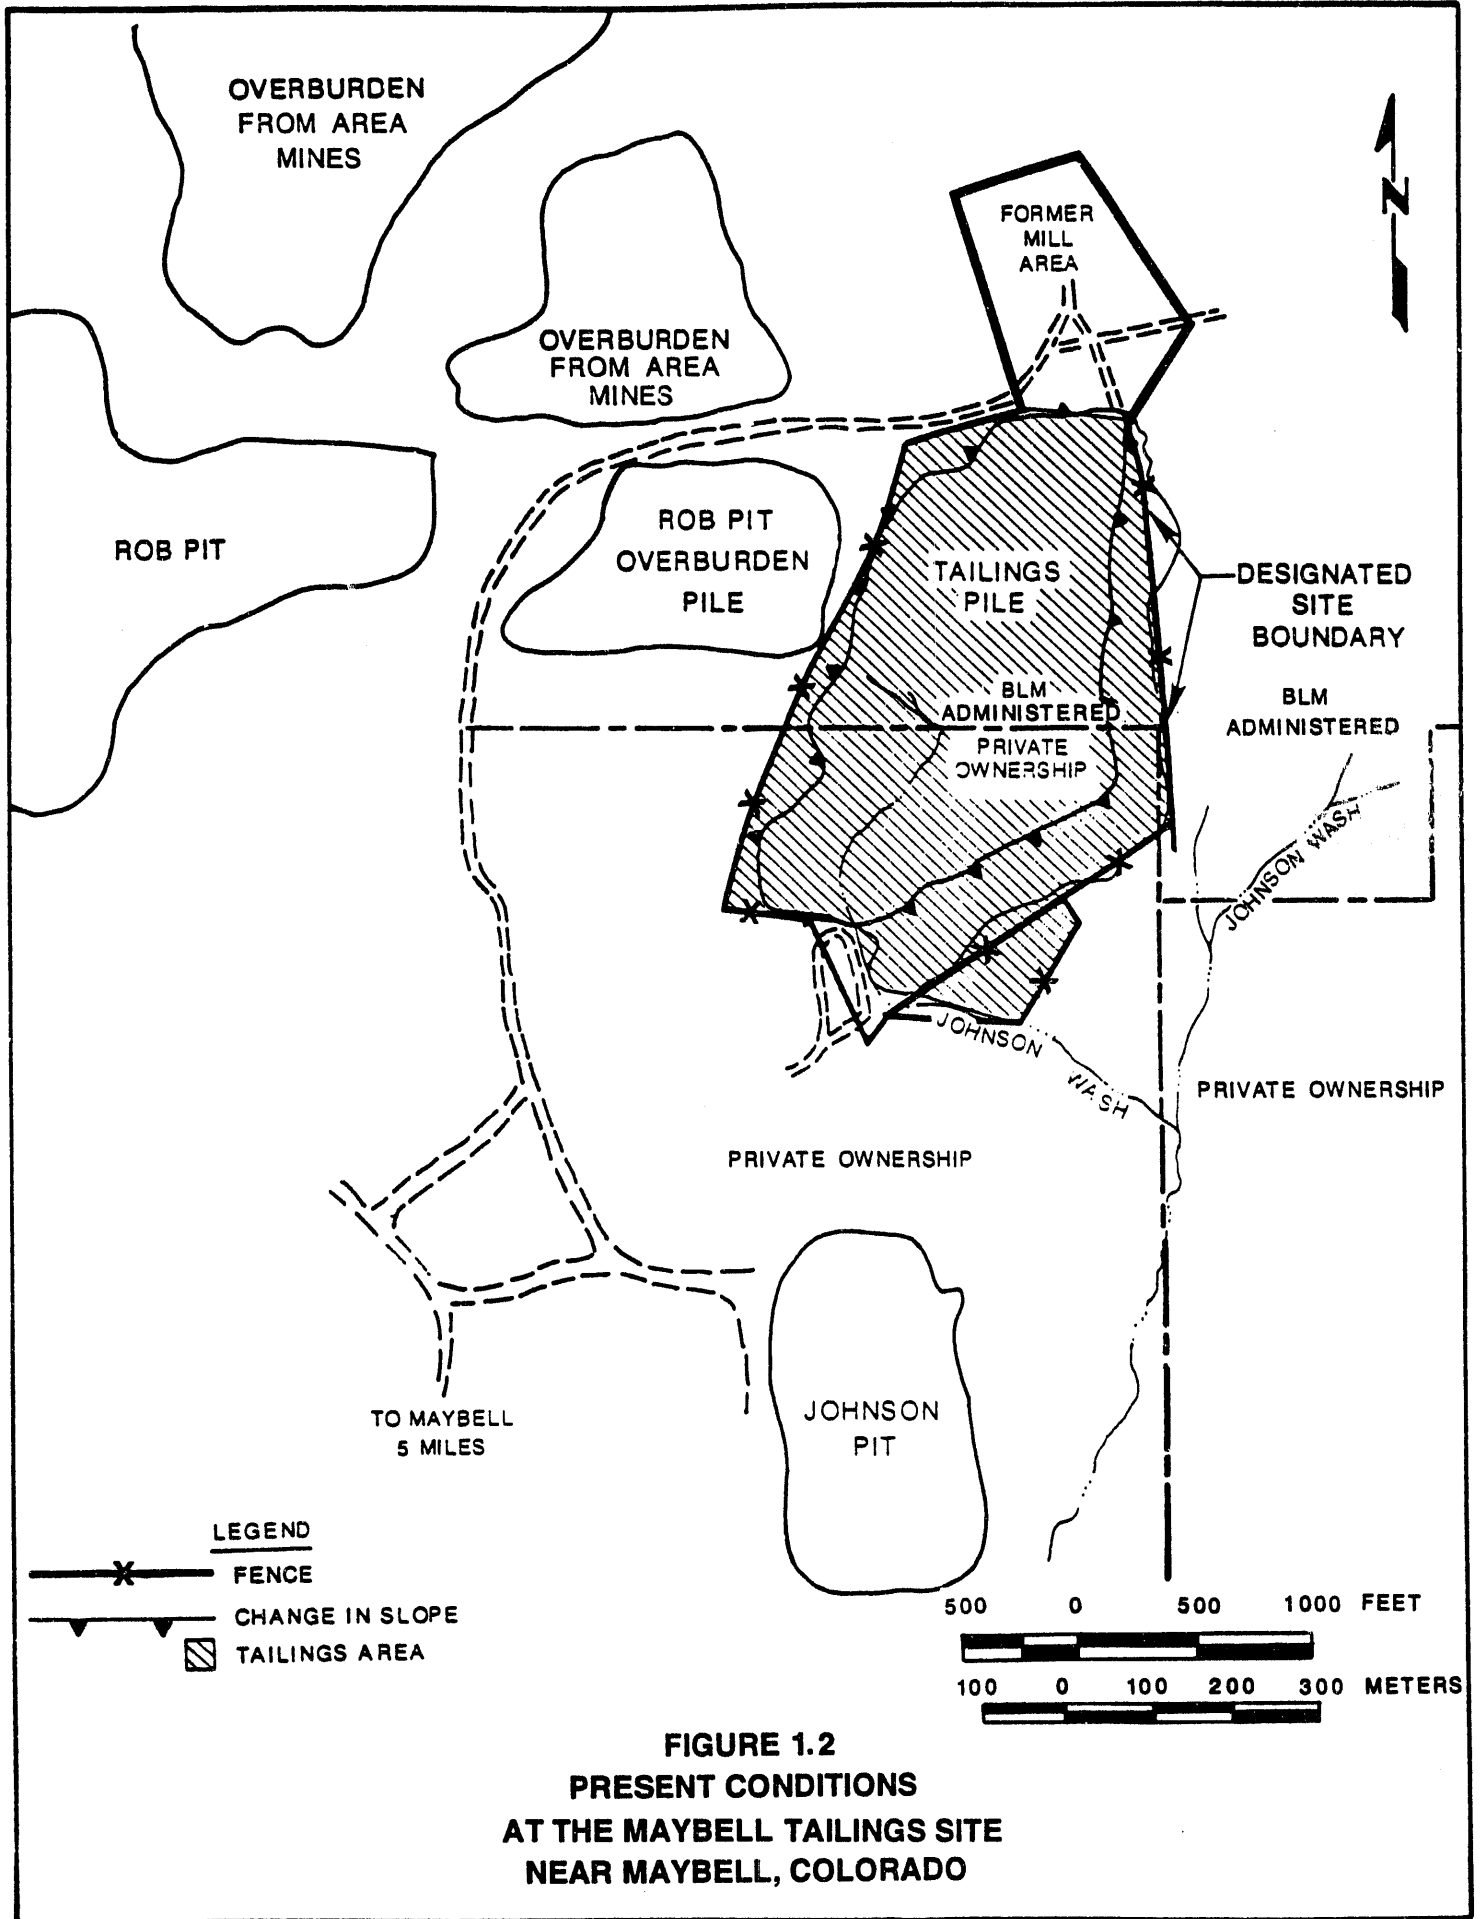 OVERBURDEN
FROM AREA
MINES
N
FORMER
MILL
AREA
OVERBURDEN
FROM AREA
MINES
ROB PIT
ROB PIT
OVERBURDEN
PILE
TAILINGS
PILE
DESIGNATED
SITE
BOUNDARY
BLM
ADMINISTERED
PRIVATE
OWNERSHIP
BLM
ADMINISTERED
JOHNSON WASH
JOHNSON
WASH
PRIVATE OWNERSHIP
PRIVATE OWNERSHIP
JOHNSON
PIT
TO MAYBELL
5 MILES
LEGEND
FENCE
CHANGE IN SLOPE
TAILINGS AREA
500 0 500 1000 FEET
100 0 100 200 300 METERS
FIGURE 1.2
PRESENT CONDITIONS
AT THE MAYBELL TAILINGS SITE
NEAR MAYBELL, COLORADO